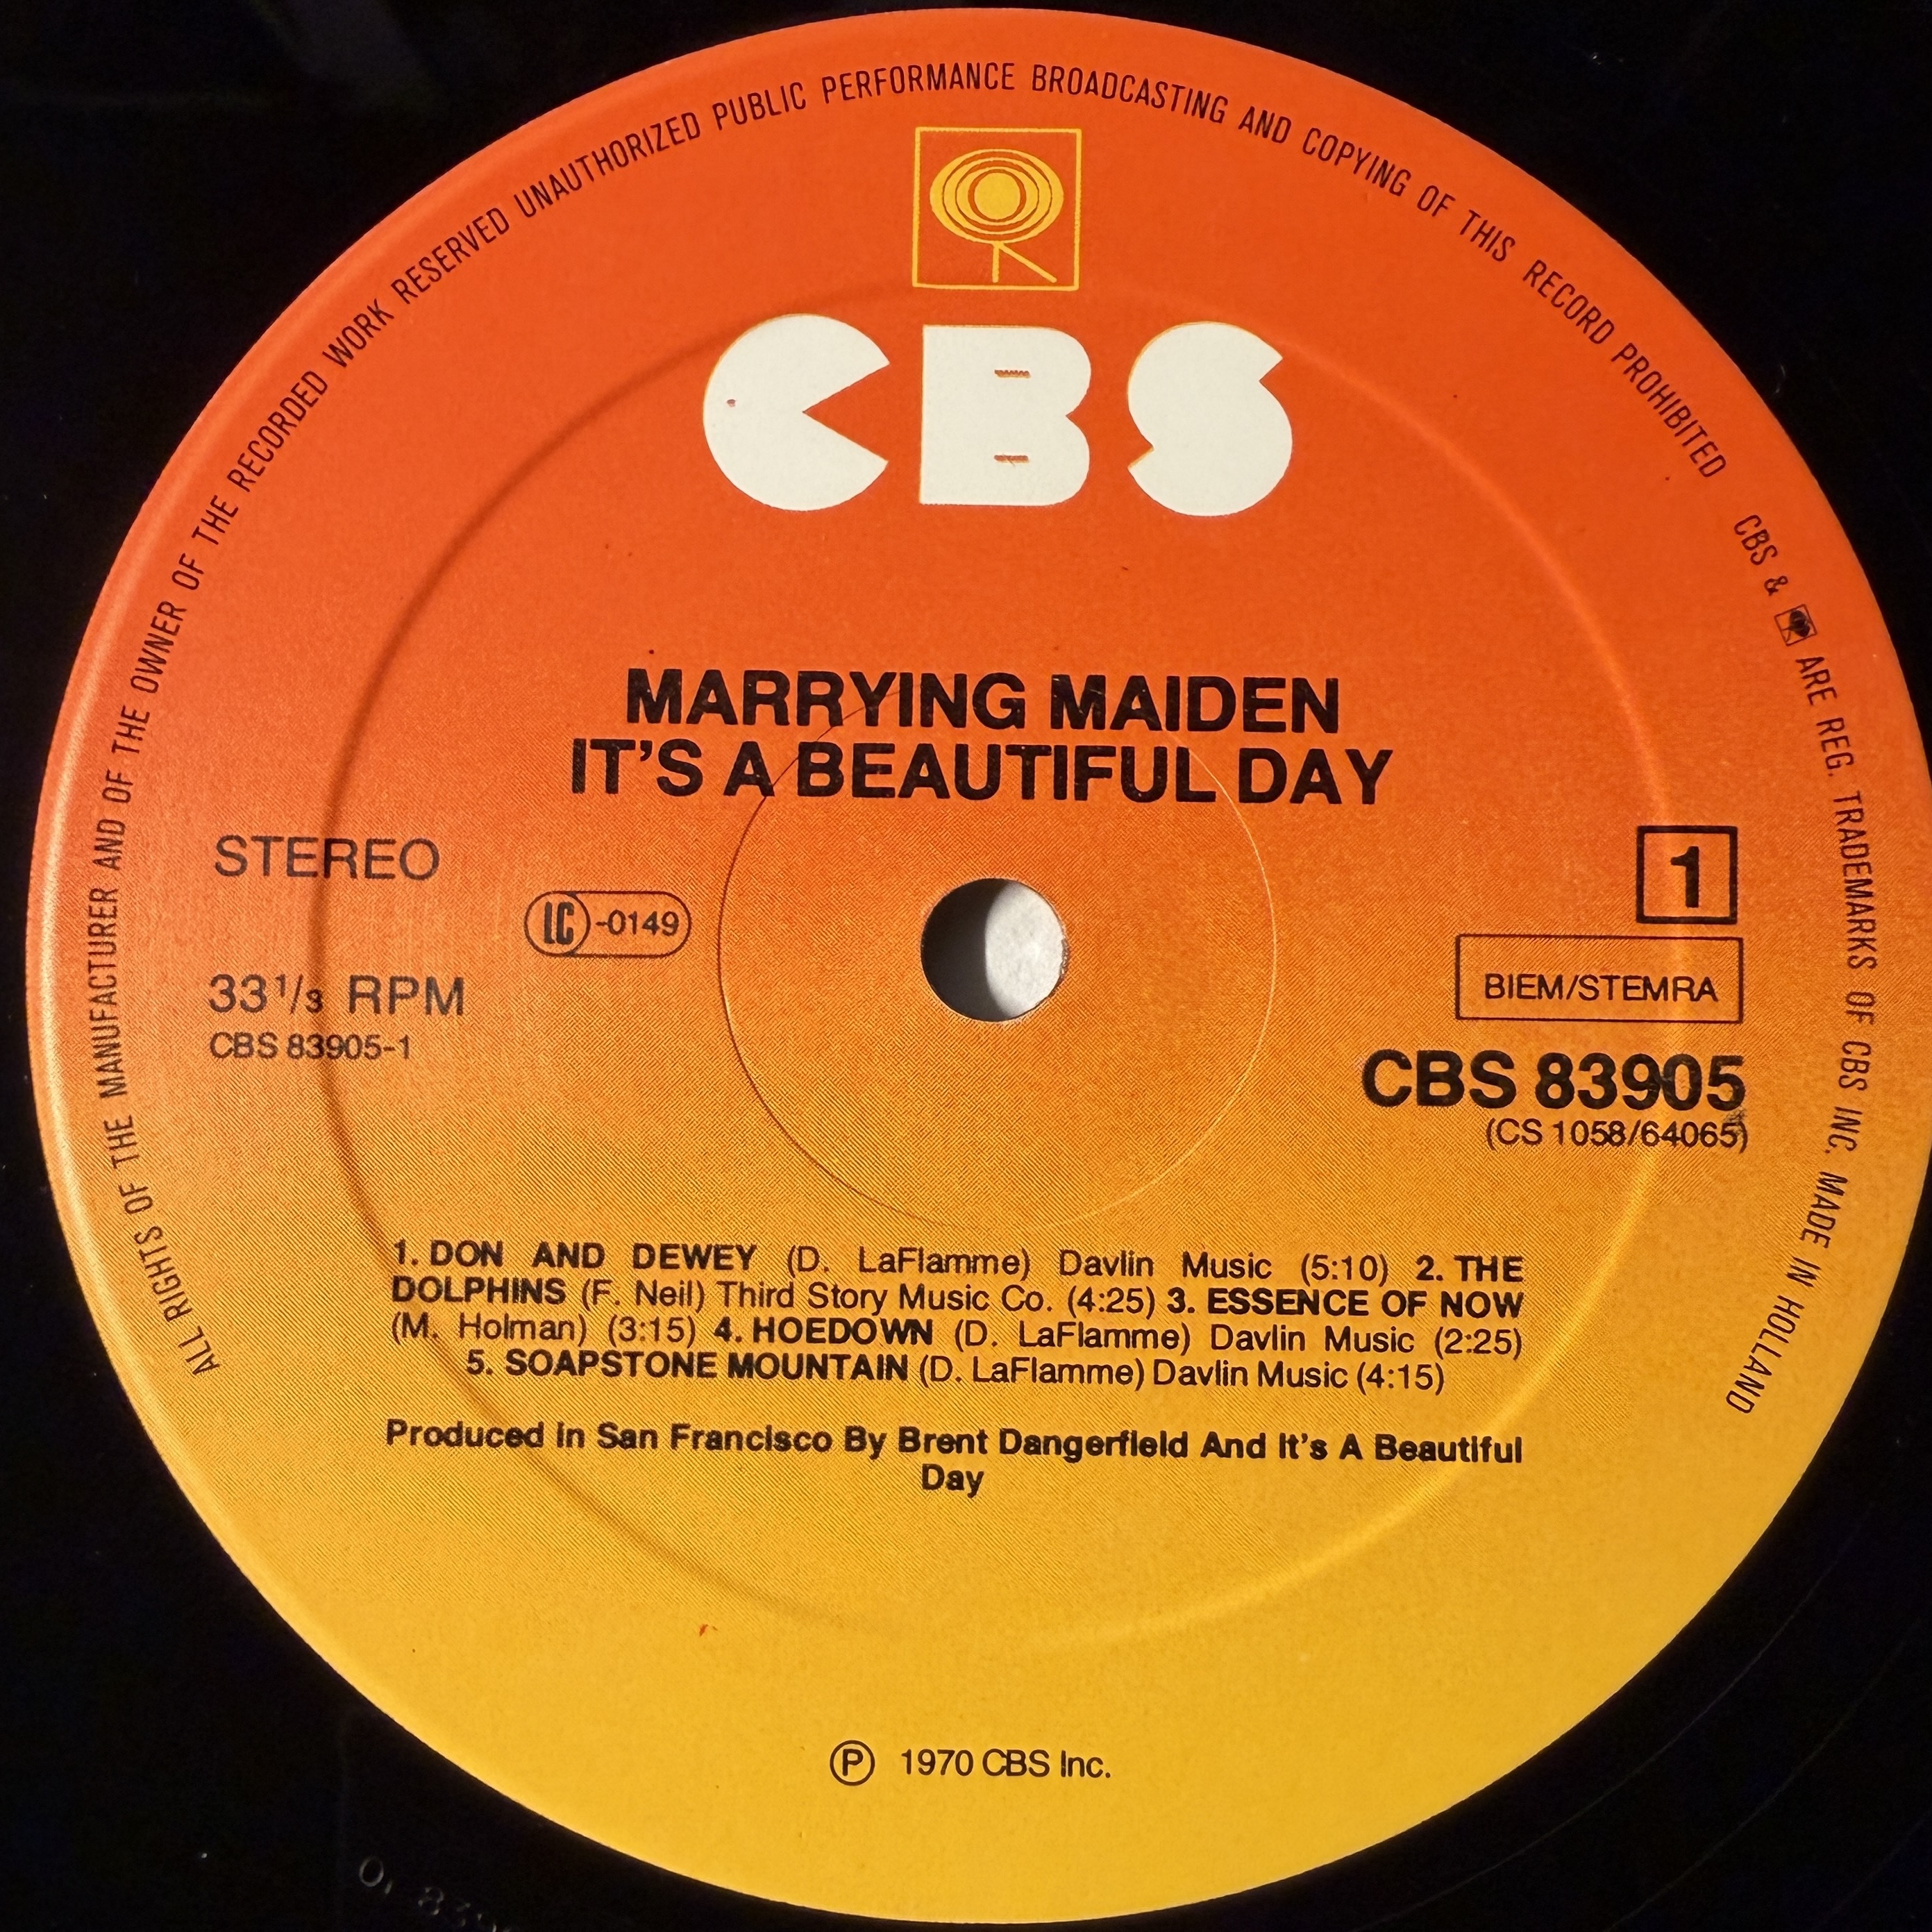 ALL RIGHTS OF THE MANUFACTURER AND OF THE OWNER OF THE RECORDED WORK RESERVED UNAUTHORIZED PUBLIC PERFORMANCE BROADCASTING AND COPYING OF THIS RECORD PROHIBITED
CBS & ARE REG. TRADEMARKS OF CBS INC. MADE IN HOLLAND
CBS
MARRYING MAIDEN
IT'S A BEAUTIFUL DAY
STEREO
LC-0149
33 1/3 RPM
CBS 83905-1
1
BIEM/STEMRA
CBS 83905
(CS 1058/64065)
1. DON AND DEWEY (D. LaFlamme) Davlin Music (5:10) 2. THE
DOLPHINS (F. Neil) Third Story Music Co. (4:25) 3. ESSENCE OF NOW
(M. Holman) (3:15) 4. HOEDOWN (D. LaFlamme) Davlin Music (2:25)
5. SOAPSTONE MOUNTAIN (D. LaFlamme) Davlin Music (4:15)
Produced in San Francisco By Brent Dangerfield And It's A Beautiful
Day
Ⓟ 1970 CBS Inc.